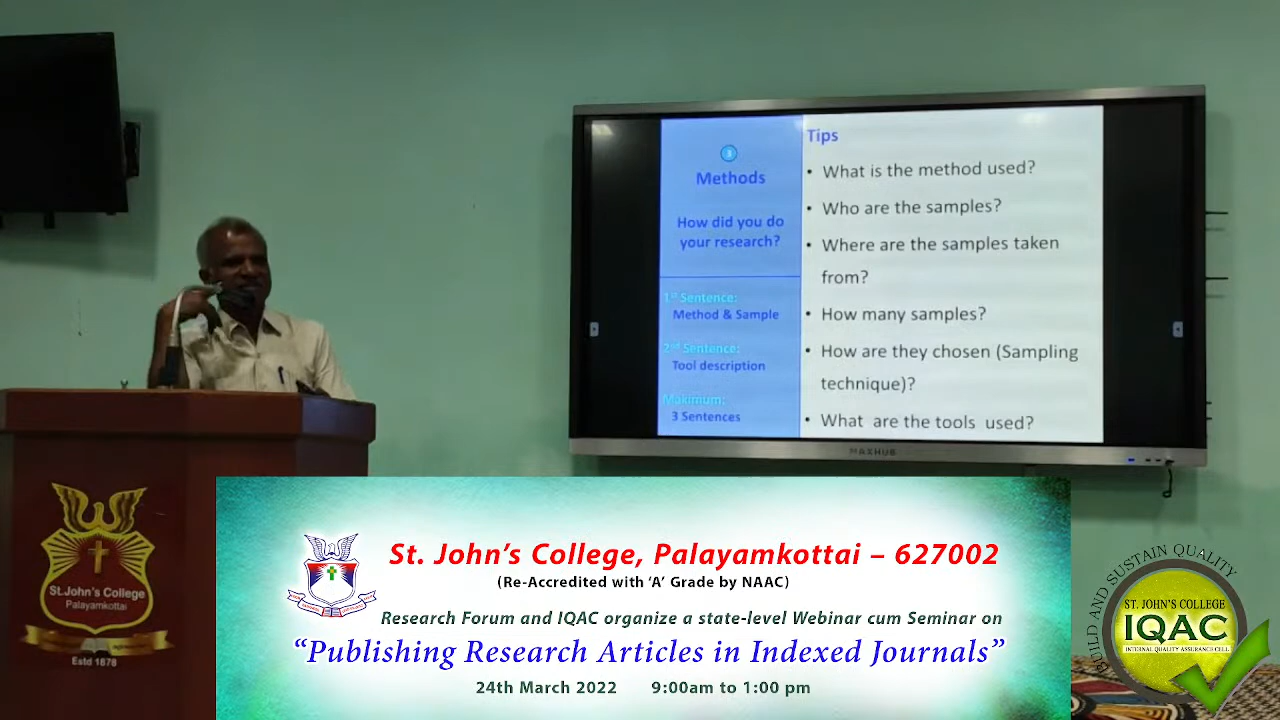 3
Methods
How did you do
your research?
1st Sentence:
Method & Sample
2nd Sentence:
Tool description
Maximum:
3 Sentences
Tips
• What is the method used?
• Who are the samples?
• Where are the samples taken
from?
• How many samples?
• How are they chosen (Sampling
technique)?
• What are the tools used?
MAXHUB
St.John's College
Palayamkottai
Estd 1878
St. John's College, Palayamkottai – 627002
(Re-Accredited with 'A' Grade by NAAC)
Research Forum and IQAC organize a state-level Webinar cum Seminar on
"Publishing Research Articles in Indexed Journals"
24th March 2022 9:00am to 1:00 pm
BUILD AND SUSTAIN QUALITY
ST. JOHN'S COLLEGE
IQAC
INTERNAL QUALITY ASSURANCE CELL